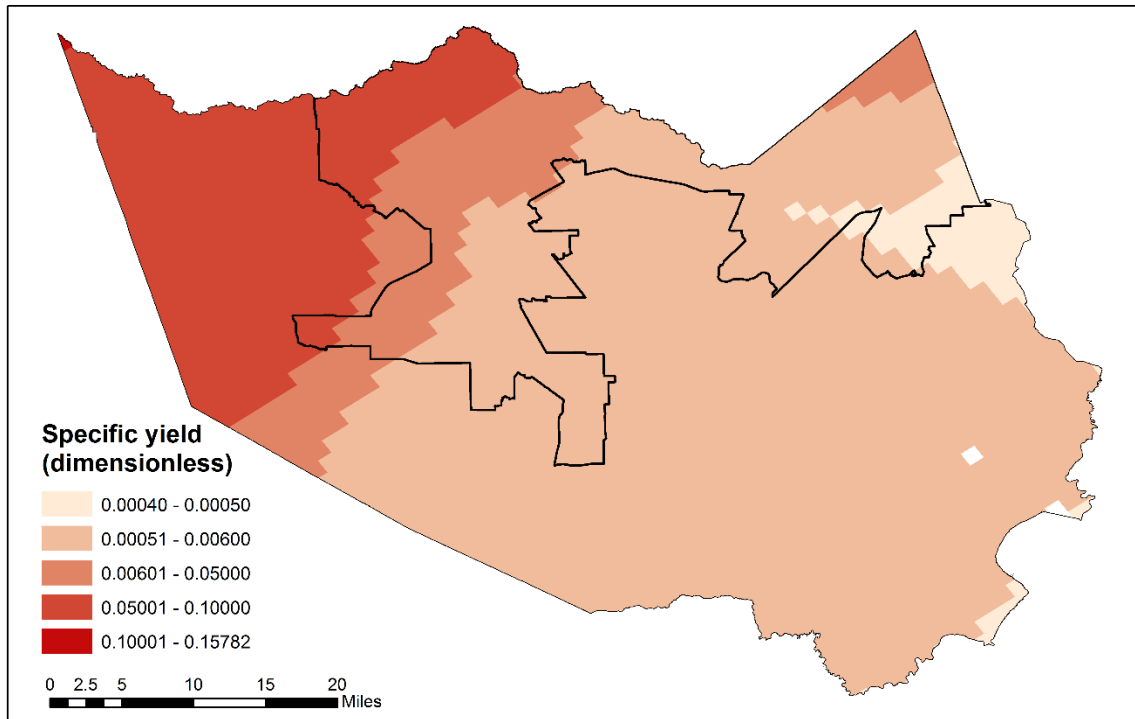 Specific yield
(dimensionless)
0.00040 - 0.00050
0.00051 - 0.00600
0.00601 - 0.05000
0.05001 - 0.10000
0.10001 - 0.15782
0 2.5 5 10 15 20
Miles